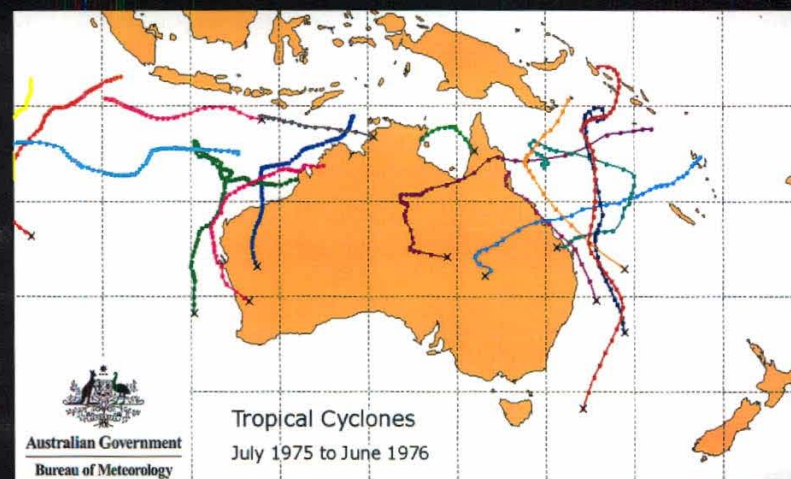 Australian Government
Bureau of Meteorology
Tropical Cyclones
July 1975 to June 1976